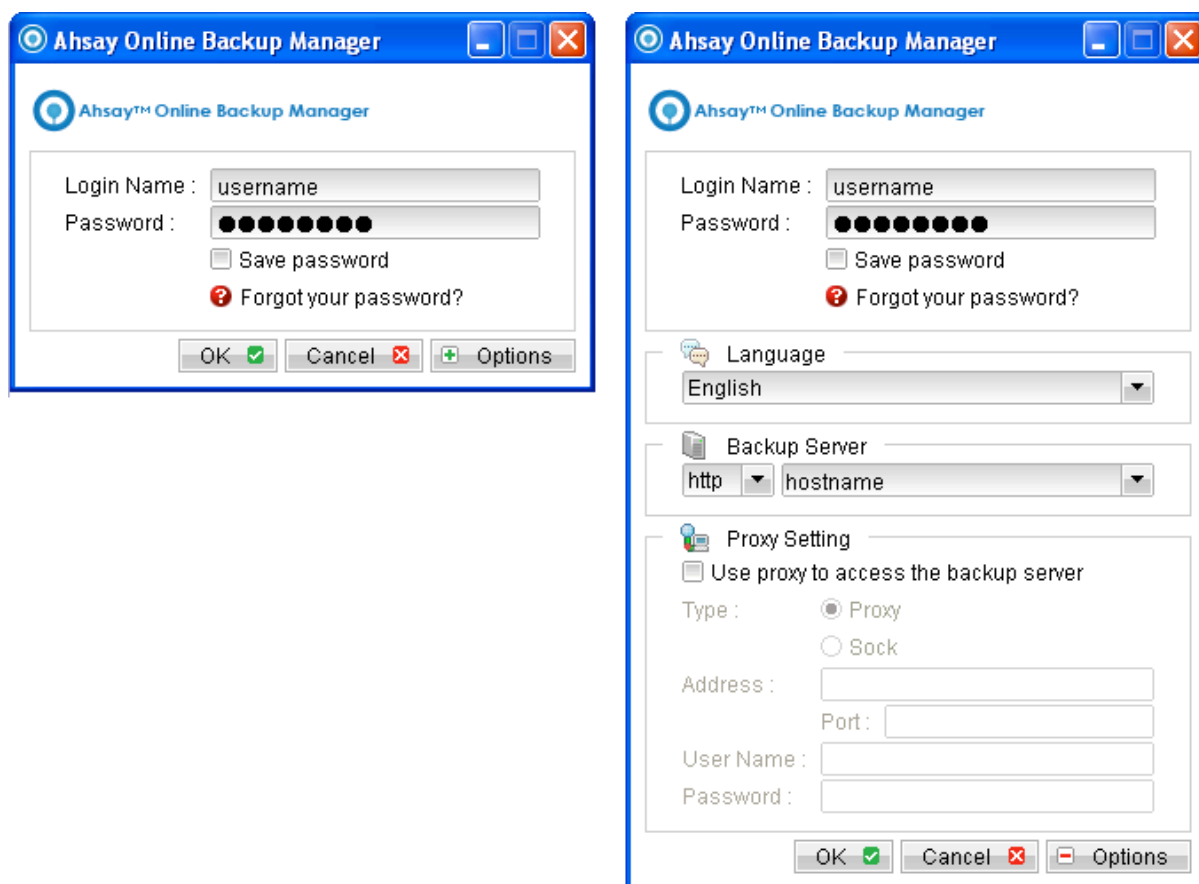 Ahsay Online Backup Manager
Ahsay™ Online Backup Manager
Login Name : username
Password : ●●●●●●●●
Save password
Forgot your password?
OK Cancel Options
Ahsay Online Backup Manager
Ahsay™ Online Backup Manager
Login Name : username
Password : ●●●●●●●●
Save password
Forgot your password?
Language
English
Backup Server
http hostname
Proxy Setting
Use proxy to access the backup server
Type : Proxy
Sock
Address :
Port :
User Name :
Password :
OK Cancel Options